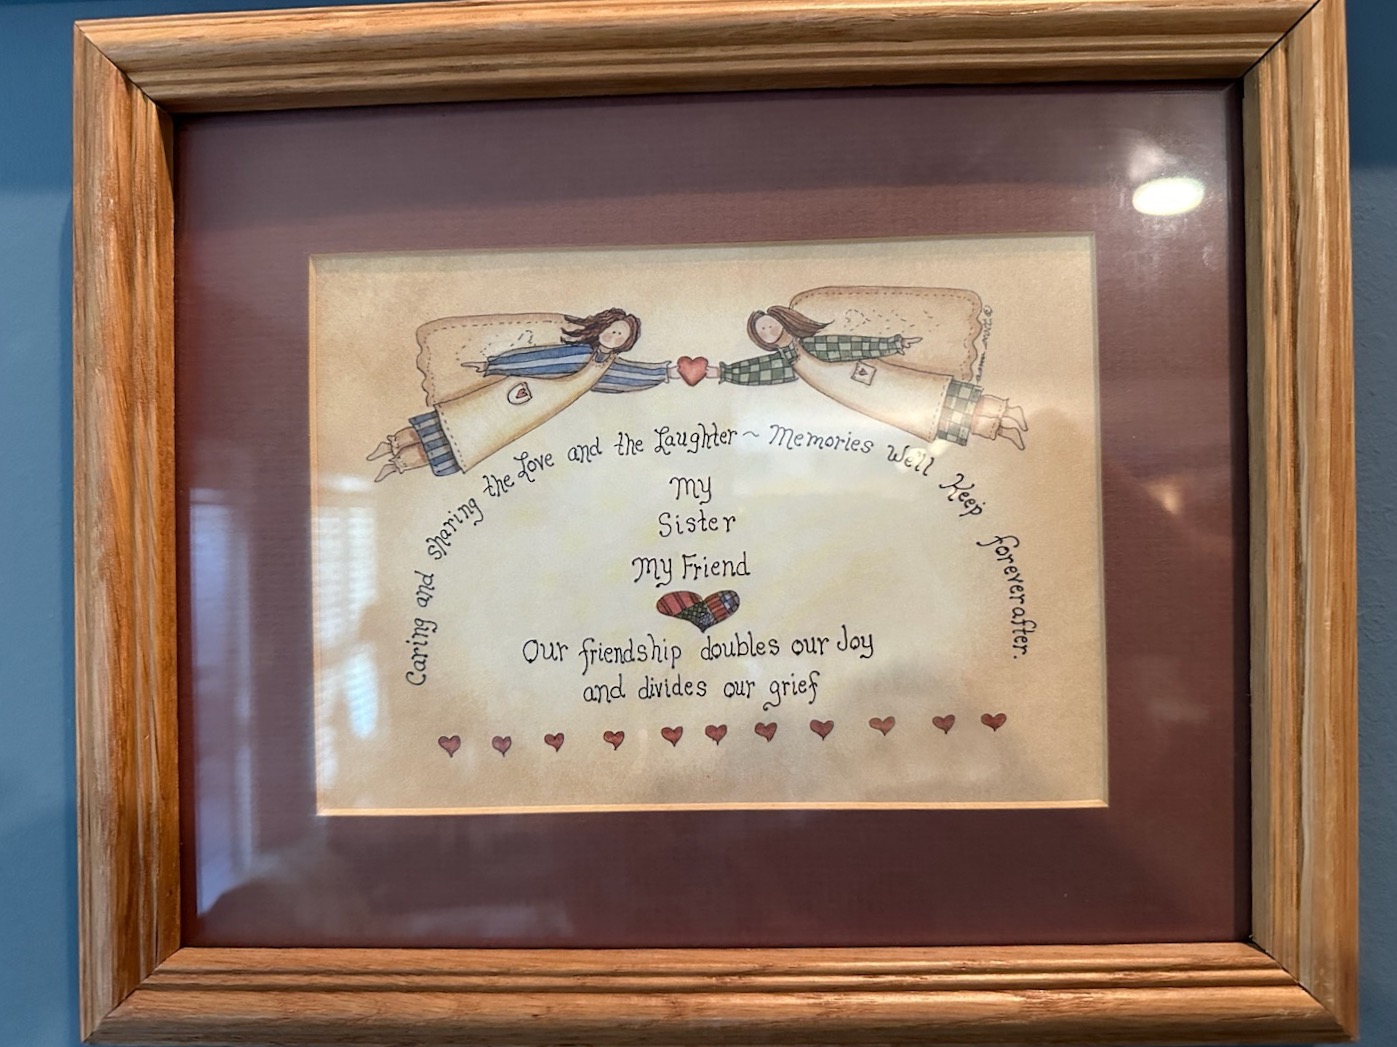 Caring and sharing the Love and the Laughter ~ Memories We'll Keep forever after.
My
Sister
My Friend
Our friendship doubles our Joy
and divides our grief